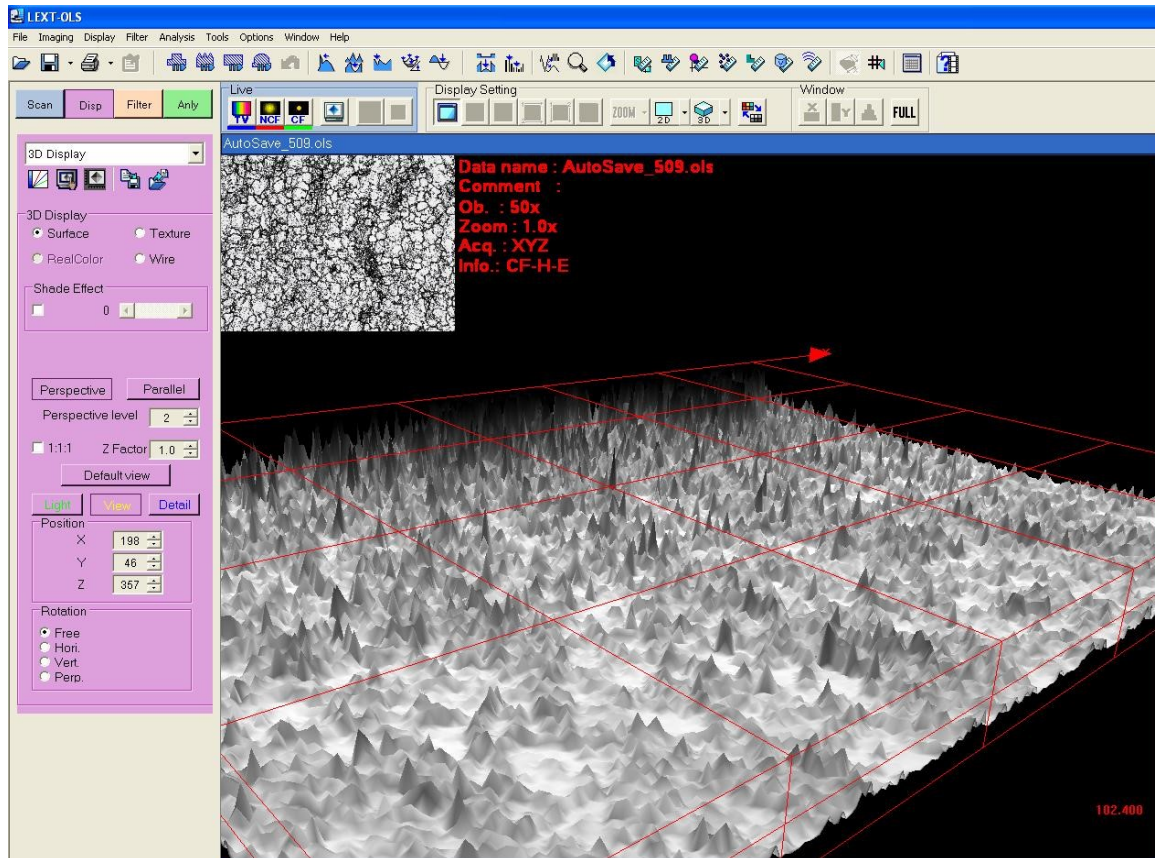 LEXT-OLS
File Imaging Display Filter Analysis Tools Options Window Help
Scan Disp Filter Anly
Live
TV NCF CF
Display Setting
ZOOM 2D 3D
Window
FULL
AutoSave_509.ols
3D Display
3D Display
Surface Texture
RealColor Wire
Shade Effect
0
Perspective Parallel
Perspective level 2
1:1:1 Z Factor 1.0
Default view
Light View Detail
Position
X 198
Y 46
Z 357
Rotation
Free
Hori.
Vert.
Perp.
Data name : AutoSave_509.ols
Comment :
Ob. : 50x
Zoom : 1.0x
Acq. : XYZ
Info.: CF-H-E
102.400